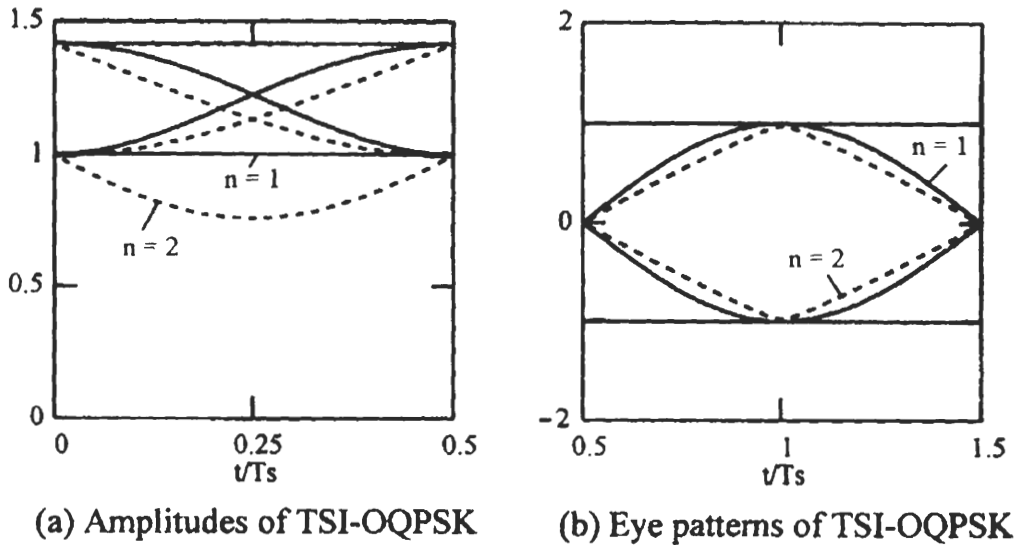 1.5
1
0.5
0
n = 1
n = 2
0
0.25
0.5
t/Ts
(a) Amplitudes of TSI-OQPSK
2
0
-2
n = 1
n = 2
0.5
1
1.5
t/Ts
(b) Eye patterns of TSI-OQPSK